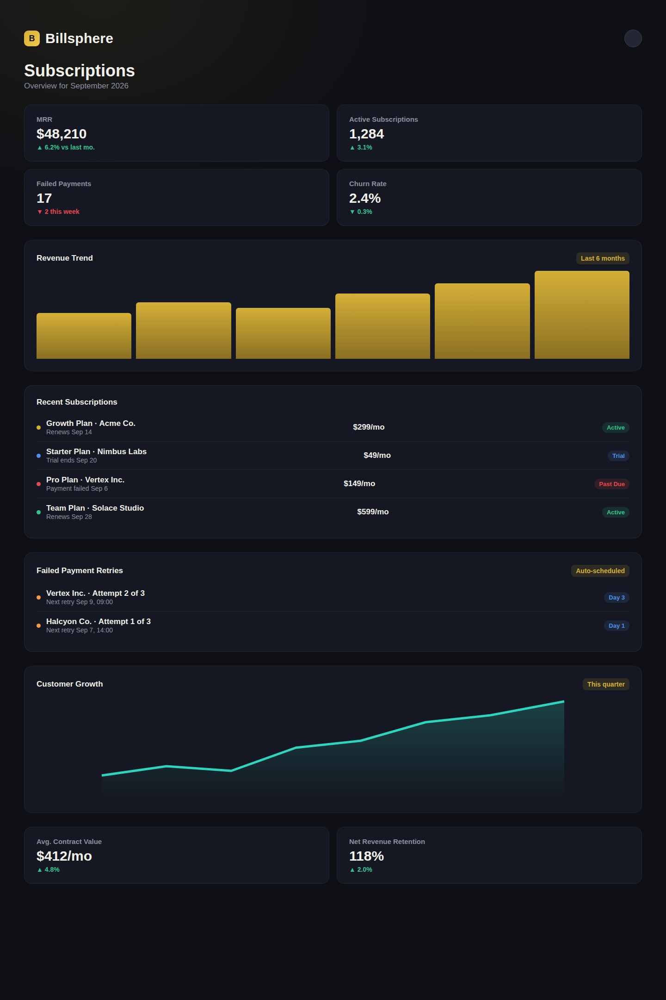 B Billsphere
Subscriptions
Overview for September 2026
MRR
$48,210
▲ 6.2% vs last mo.
Active Subscriptions
1,284
▲ 3.1%
Failed Payments
17
▼ 2 this week
Churn Rate
2.4%
▼ 0.3%
Revenue Trend
Last 6 months
Recent Subscriptions
Growth Plan · Acme Co.
Renews Sep 14
$299/mo
Active
Starter Plan · Nimbus Labs
Trial ends Sep 20
$49/mo
Trial
Pro Plan · Vertex Inc.
Payment failed Sep 6
$149/mo
Past Due
Team Plan · Solace Studio
Renews Sep 28
$599/mo
Active
Failed Payment Retries
Auto-scheduled
Vertex Inc. · Attempt 2 of 3
Next retry Sep 9, 09:00
Day 3
Halcyon Co. · Attempt 1 of 3
Next retry Sep 7, 14:00
Day 1
Customer Growth
This quarter
Avg. Contract Value
$412/mo
▲ 4.8%
Net Revenue Retention
118%
▲ 2.0%